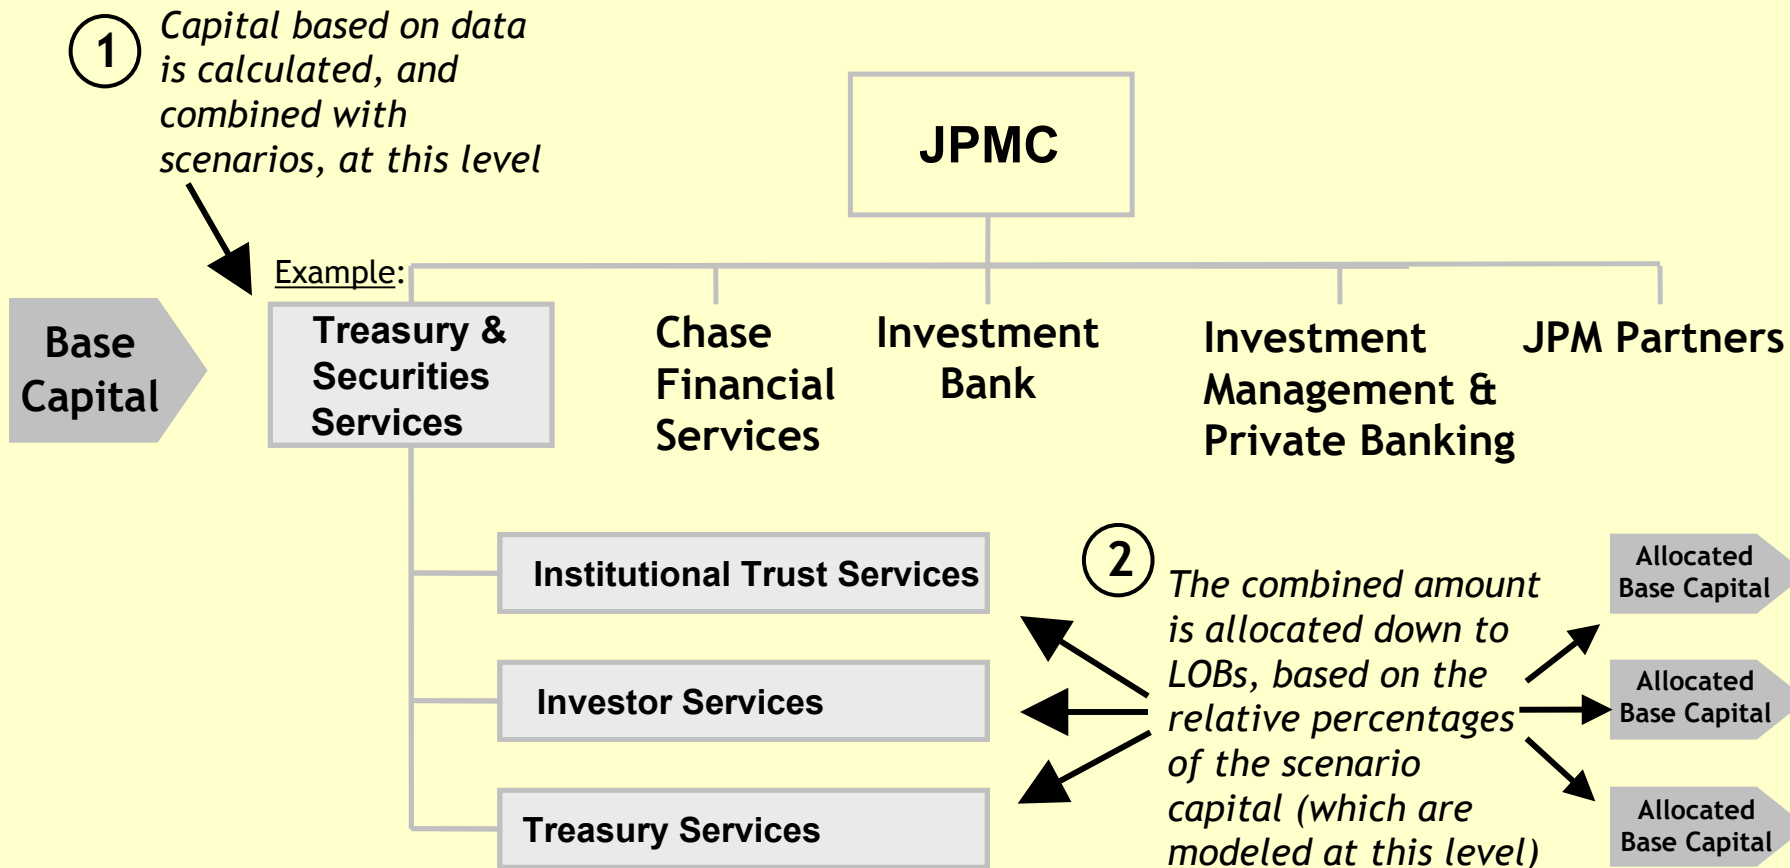 1
Capital based on data
is calculated, and
combined with
scenarios, at this level
JPMC
Example:
Base
Capital
Treasury &
Securities
Services
Chase
Financial
Services
Investment
Bank
Investment
Management &
Private Banking
JPM Partners
Institutional Trust Services
Investor Services
Treasury Services
2
The combined amount
is allocated down to
LOBs, based on the
relative percentages
of the scenario
capital (which are
modeled at this level)
Allocated
Base Capital
Allocated
Base Capital
Allocated
Base Capital